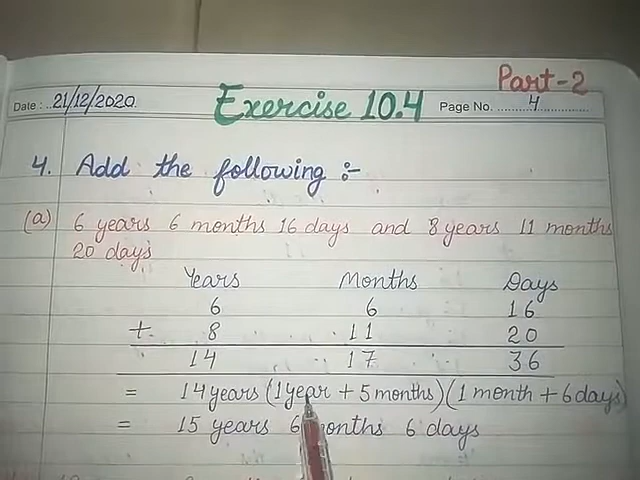 Part-2
Date : 21/12/2020 Exercise 10.4 Page No. 4
4. Add the following :-
(a) 6 years 6 months 16 days and 8 years 11 months
20 days
Years Months Days
6 6 16
+ 8 11 20
14 17 36
= 14 years (1 year + 5 months) (1 month + 6 days)
= 15 years 6 months 6 days